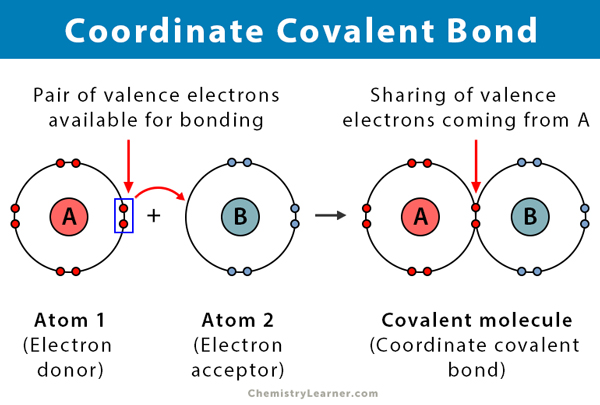 Coordinate Covalent Bond
Pair of valence electrons
available for bonding
Sharing of valence
electrons coming from A
A
+
B
A
B
Atom 1
(Electron
donor)
Atom 2
(Electron
acceptor)
Covalent molecule
(Coordinate covalent
bond)
ChemistryLearner.com